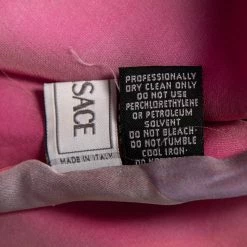 SACE
MADE IN ITALY
PROFESSIONALLY
DRY CLEAN ONLY
DO NOT USE
PERCHLORETHYLENE
OR PETROLEUM
SOLVENT
DO NOT BLEACH-
DO NOT TUMBLE
COOL IRON-